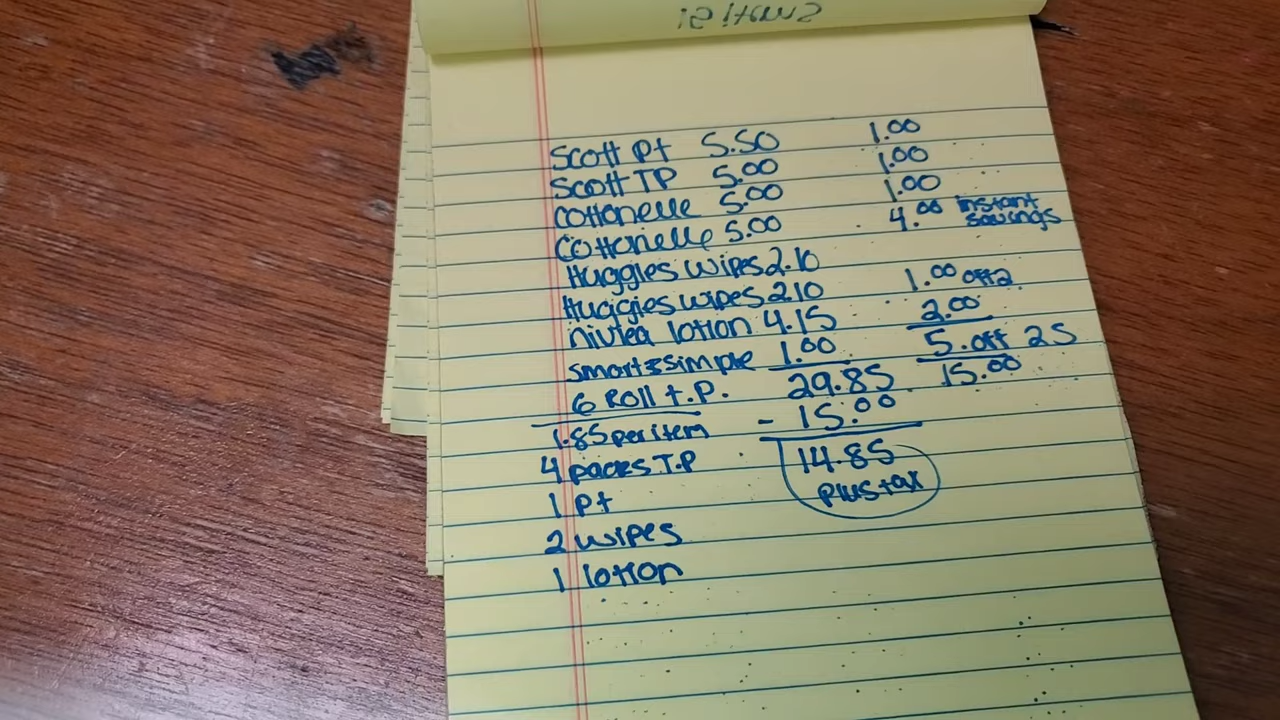 Scott Pt 5.50 1.00
Scott TP 5.00 1.00
Cottonelle 5.00 1.00
Cottonelle 5.00 4.00 instant savings
Huggies wipes 2.10
Huggies wipes 2.10 1.00 off 2
nivea lotion 4.15 2.00
smart & simple 1.00 5.off 25
6 Roll t.P. 29.85 15.00
1.85 per item - 15.00
4 packs T.P 14.85
1 Pt plus tax
2 wipes
1 lotion